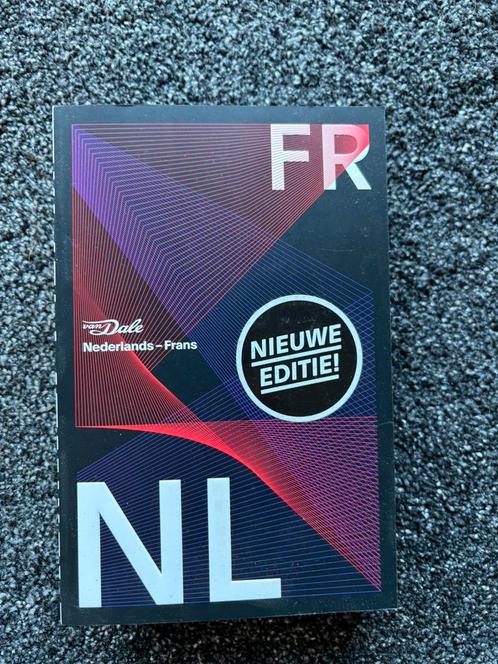 FR
van Dale
Nederlands – Frans
NIEUWE
EDITIE!
NL